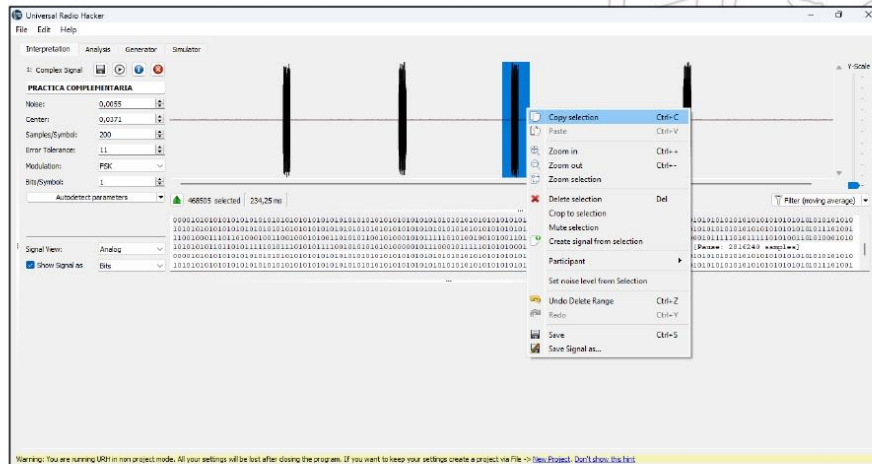 Universal Radio Hacker
File Edit Help
Interpretation Analysis Generator Simulator
1: Complex Signal
Y-Scale
PRACTICA COMPLEMENTARIA
Noise: 0,0055
Center: 0,0371
Samples/Symbol: 200
Error Tolerance: 11
Modulation: PSK
Bits/Symbol: 1
Autodetect parameters
468505 selected 234,25 ms
Filter (moving average)
[Pause: 2016240 samples]
Signal View: Analog
Show Signal as Bits
Copy selection Ctrl+C
Paste Ctrl+V
Zoom in Ctrl++
Zoom out Ctrl+-
Zoom selection
Delete selection Del
Crop to selection
Mute selection
Create signal from selection
Participant
Set noise level from Selection
Undo Delete Range Ctrl+Z
Redo Ctrl+Y
Save Ctrl+S
Save Signal as...
Warning: You are running URH in non project mode. All your settings will be lost after closing the program. If you want to keep your settings create a project via File -> New Project. Don't show this hint